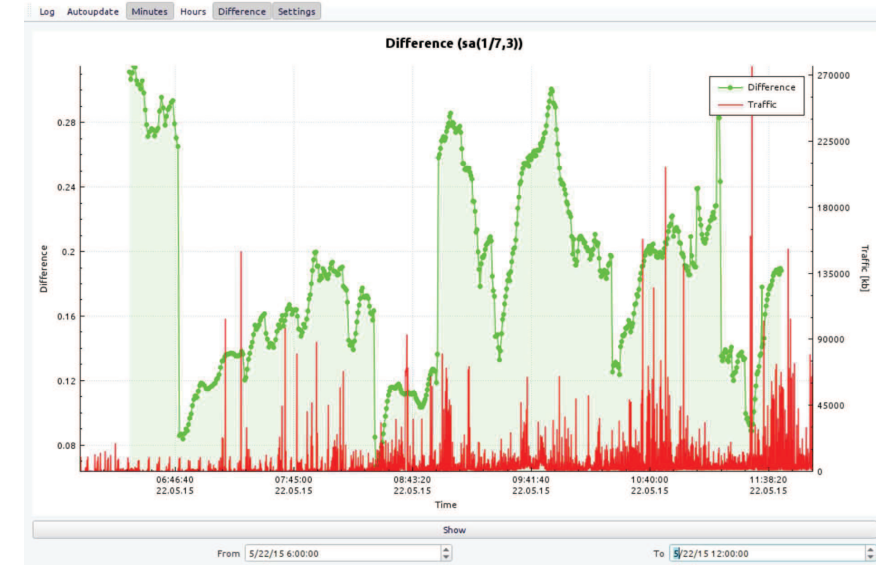 Log Autoupdate Minutes Hours Difference Settings
Difference (sa(1/7,3))
Difference
Traffic
270000
225000
180000
135000
90000
45000
0
Traffic [kb]
0.28
0.24
0.2
0.16
0.12
0.08
Difference
06:46:40 07:45:00 08:43:20 09:41:40 10:40:00 11:38:20
22.05.15 22.05.15 22.05.15 22.05.15 22.05.15 22.05.15
Time
Show
From 5/22/15 6:00:00 To 5/22/15 12:00:00